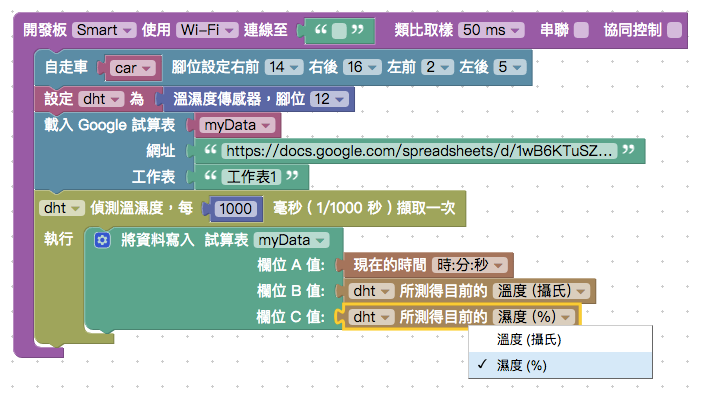 開發板 Smart 使用 Wi-Fi 連線至 “ ” 類比取樣 50 ms 串聯 協同控制
自走車 car 腳位設定右前 14 右後 16 左前 2 左後 5
設定 dht 為 溫濕度傳感器，腳位 12
載入 Google 試算表 myData
網址 “ https://docs.google.com/spreadsheets/d/1wB6KTuSZ... ”
工作表 “ 工作表1 ”
dht 偵測溫濕度，每 1000 毫秒 ( 1/1000 秒 ) 擷取一次
執行 將資料寫入 試算表 myData
欄位 A 值: 現在的時間 時:分:秒
欄位 B 值: dht 所測得目前的 溫度 (攝氏)
欄位 C 值: dht 所測得目前的 濕度 (%)
溫度 (攝氏)
✓ 濕度 (%)